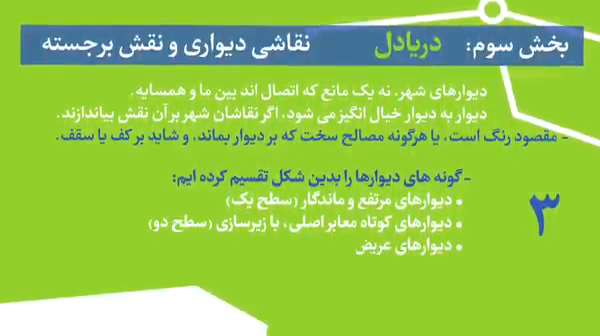 بخش سوم: دریادل نقاشی دیواری و نقش برجسته
دیوارهای شهر، نه یک مانع که اتصال اند بین ما و همسایه.
دیوار به دیوار خیال انگیز می شود، اگر نقاشان شهر بر آن نقش بیاندازند.
- مقصود رنگ است، یا هرگونه مصالح سخت که بر دیوار بماند، و شاید بر کف یا سقف.
- گونه های دیوارها را بدین شکل تقسیم کرده ایم:
• دیوارهای مرتفع و ماندگار (سطح یک)
• دیوارهای کوتاه معابر اصلی، با زیرسازی (سطح دو)
• دیوارهای عریض
۳